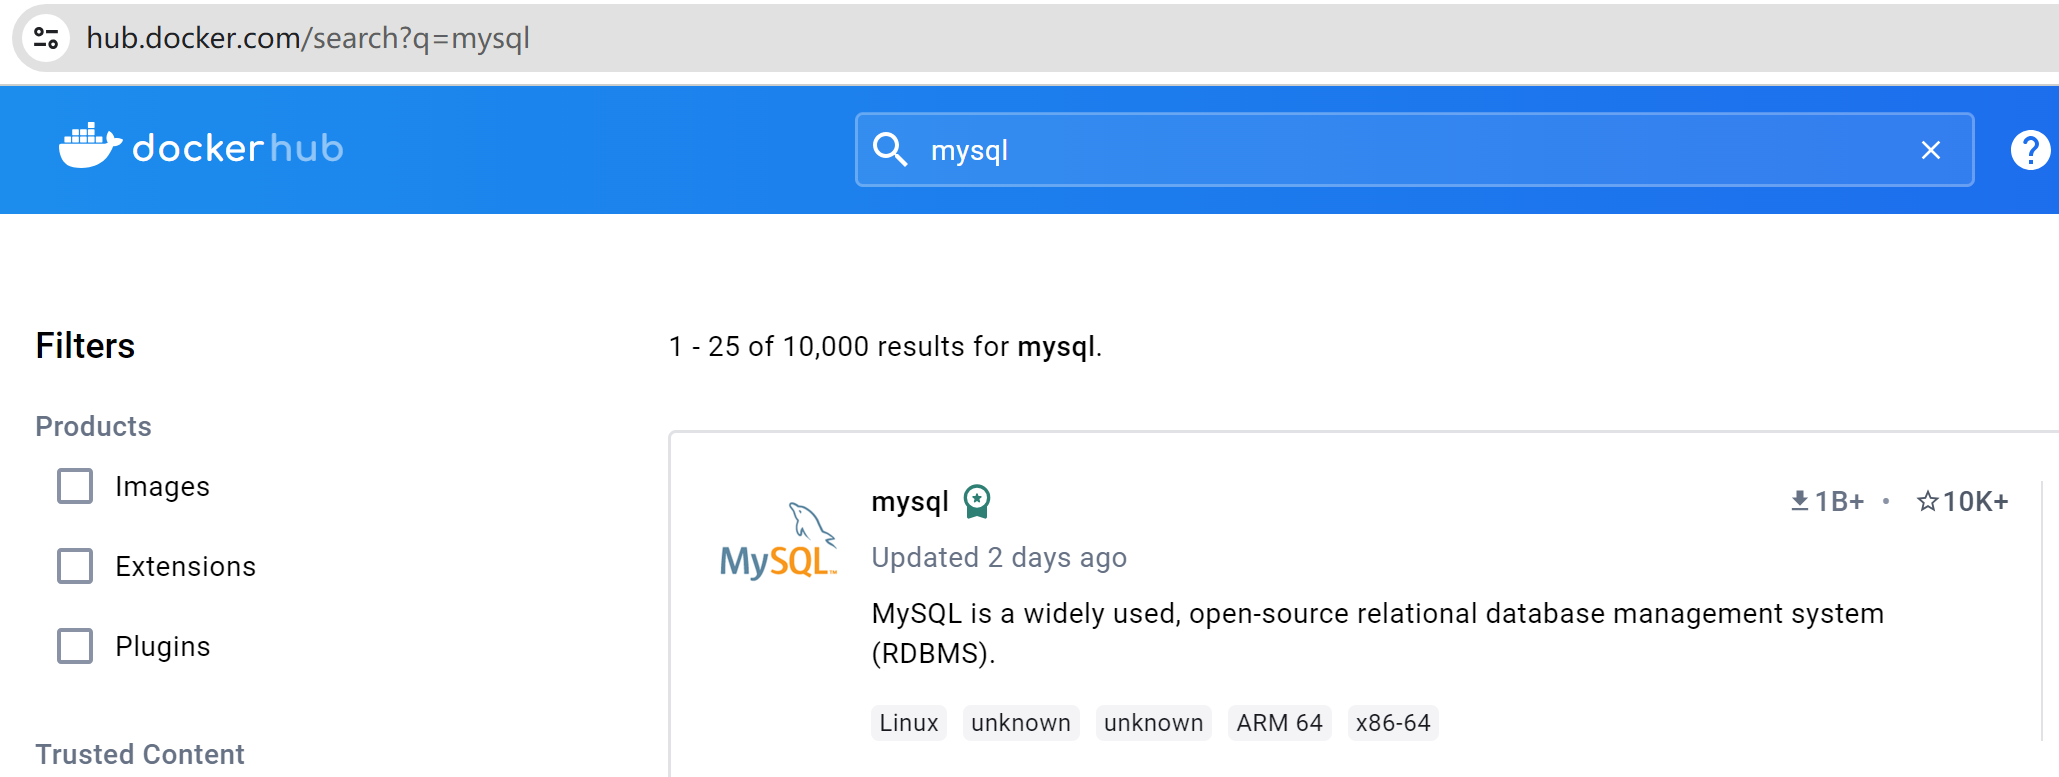 hub.docker.com/search?q=mysql
docker hub
mysql
Filters
1 - 25 of 10,000 results for mysql.
Products
Images
Extensions
Plugins
Trusted Content
MySQL™
mysql
1B+ • 10K+
Updated 2 days ago
MySQL is a widely used, open-source relational database management system
(RDBMS).
Linux unknown unknown ARM 64 x86-64